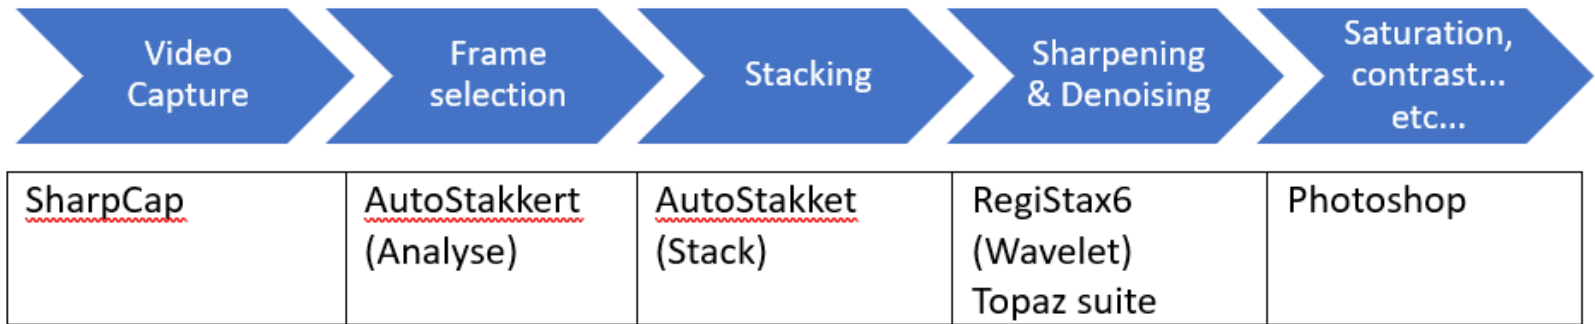 Video
Capture
Frame
selection
Stacking
Sharpening
& Denoising
Saturation,
contrast...
etc...
SharpCap
AutoStakkert
(Analyse)
AutoStakket
(Stack)
RegiStax6
(Wavelet)
Topaz suite
Photoshop